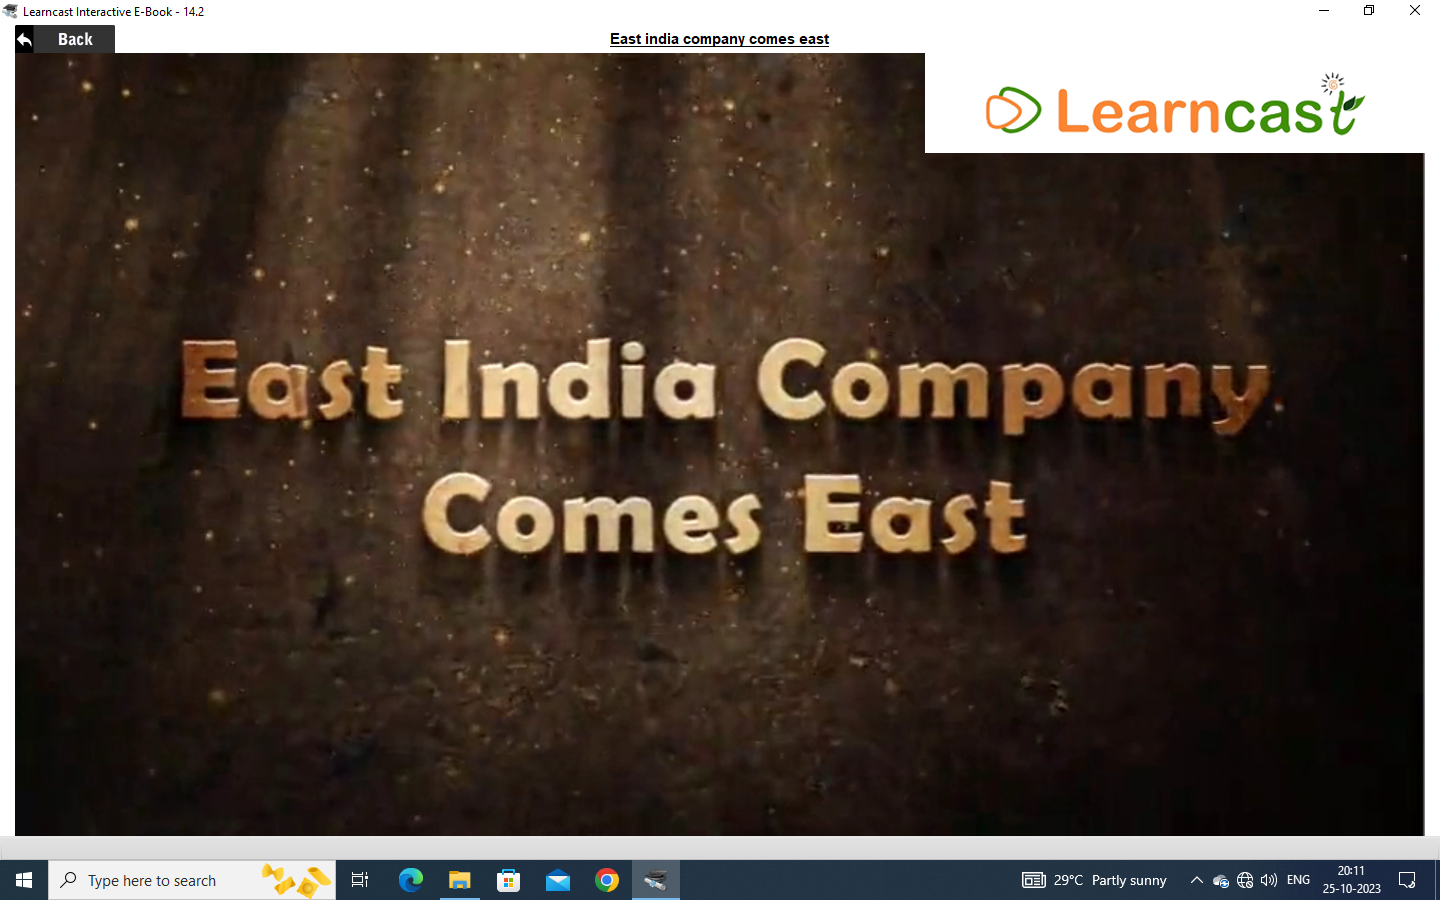 Learncast Interactive E-Book - 14.2
Back
East india company comes east
Learncast
East India Company
Comes East
Type here to search
29°C Partly sunny
ENG
20:11
25-10-2023